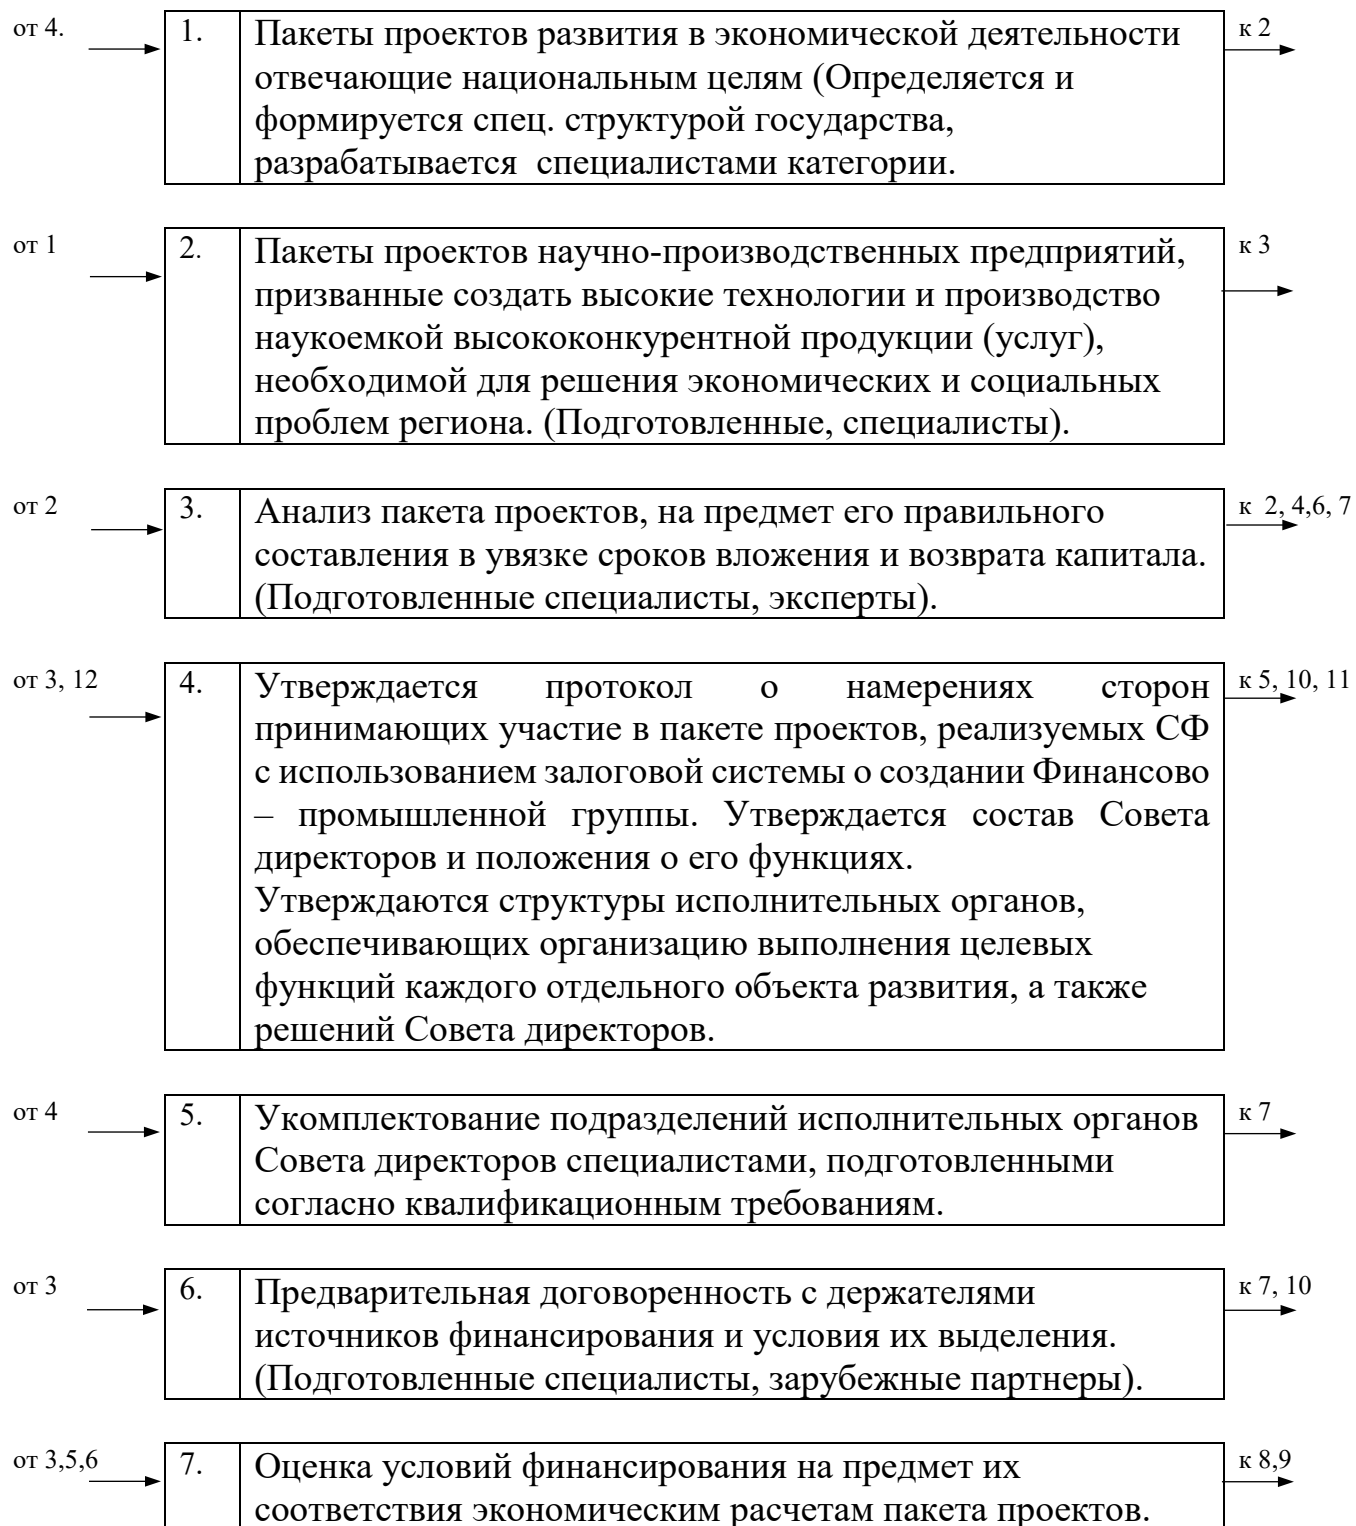 от 4.
1.
Пакеты проектов развития в экономической деятельности
к 2
отвечающие национальным целям (Определяется и
формируется спец. структурой государства,
разрабатывается  специалистами категории.
от 1
2.
Пакеты проектов научно-производственных предприятий,
к 3
призванные создать высокие технологии и производство
наукоемкой высококонкурентной продукции (услуг),
необходимой для решения экономических и социальных
проблем региона. (Подготовленные, специалисты).
от 2
3.
Анализ пакета проектов, на предмет его правильного
к  2, 4,6, 7
составления в увязке сроков вложения и возврата капитала.
(Подготовленные специалисты, эксперты).
от 3, 12
4.
Утверждается протокол о намерениях сторон
к 5, 10, 11
принимающих участие в пакете проектов, реализуемых СФ
с использованием залоговой системы о создании Финансово
– промышленной группы. Утверждается состав Совета
директоров и положения о его функциях.
Утверждаются структуры исполнительных органов,
обеспечивающих организацию выполнения целевых
функций каждого отдельного объекта развития, а также
решений Совета директоров.
от 4
5.
Укомплектование подразделений исполнительных органов
к 7
Совета директоров специалистами, подготовленными
согласно квалификационным требованиям.
от 3
6.
Предварительная договоренность с держателями
к 7, 10
источников финансирования и условия их выделения.
(Подготовленные специалисты, зарубежные партнеры).
от 3,5,6
7.
Оценка условий финансирования на предмет их
к 8,9
соответствия экономическим расчетам пакета проектов.